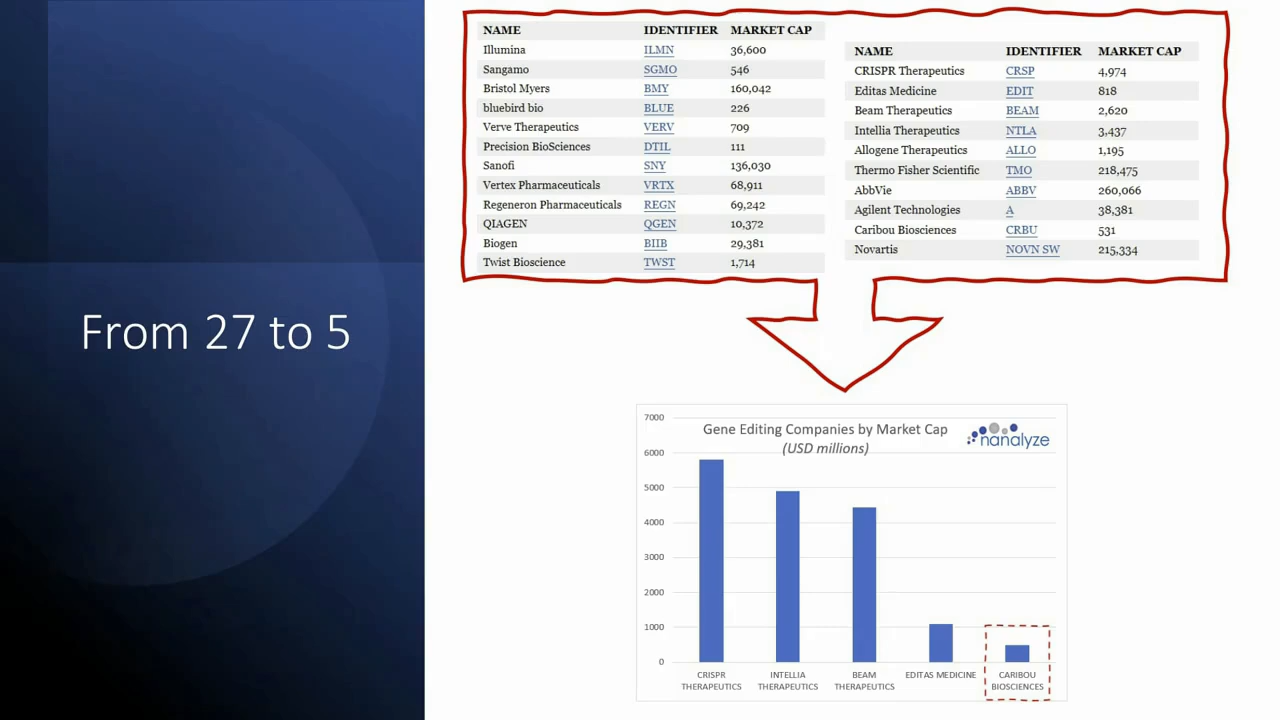 From 27 to 5
NAME IDENTIFIER MARKET CAP
Illumina ILMN 36,600
Sangamo SGMO 546
Bristol Myers BMY 160,042
bluebird bio BLUE 226
Verve Therapeutics VERV 709
Precision BioSciences DTIL 111
Sanofi SNY 136,030
Vertex Pharmaceuticals VRTX 68,911
Regeneron Pharmaceuticals REGN 69,242
QIAGEN QGEN 10,372
Biogen BIIB 29,381
Twist Bioscience TWST 1,714
NAME IDENTIFIER MARKET CAP
CRISPR Therapeutics CRSP 4,974
Editas Medicine EDIT 818
Beam Therapeutics BEAM 2,620
Intellia Therapeutics NTLA 3,437
Allogene Therapeutics ALLO 1,195
Thermo Fisher Scientific TMO 218,475
AbbVie ABBV 260,066
Agilent Technologies A 38,381
Caribou Biosciences CRBU 531
Novartis NOVN SW 215,334
Gene Editing Companies by Market Cap
(USD millions)
nanalyze
7000
6000
5000
4000
3000
2000
1000
0
CRISPR
THERAPEUTICS
INTELLIA
THERAPEUTICS
BEAM
THERAPEUTICS
EDITAS MEDICINE
CARIBOU
BIOSCIENCES